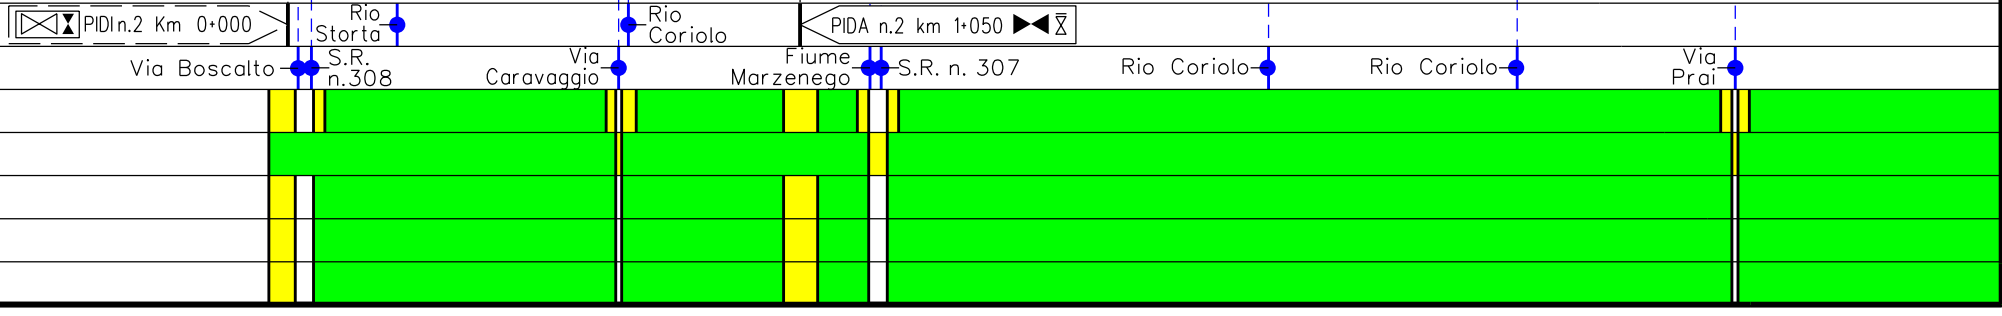 PIDI n.2 Km 0+000
Rio
Storta
Rio
Coriolo
PIDA n.2 km 1+050
Via Boscalto
S.R.
n.308
Via
Caravaggio
Fiume
Marzenego
S.R. n. 307
Rio Coriolo
Rio Coriolo
Via
Prai